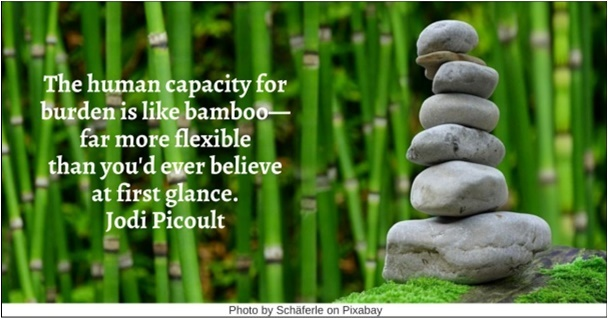 The human capacity for
burden is like bamboo—
far more flexible
than you'd ever believe
at first glance.
Jodi Picoult
Photo by Schäferle on Pixabay